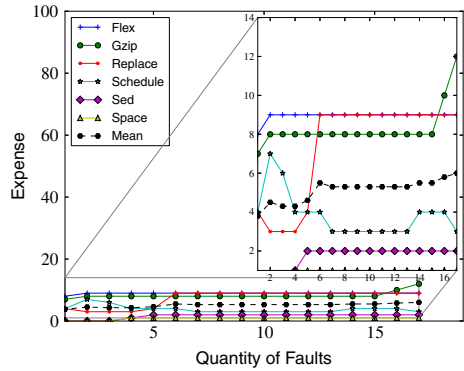 100
80
60
40
20
0
Expense
Flex
Gzip
Replace
Schedule
Sed
Space
Mean
14
12
10
8
6
4
2
2 4 6 8 10 12 14 16
5 10 15
Quantity of Faults